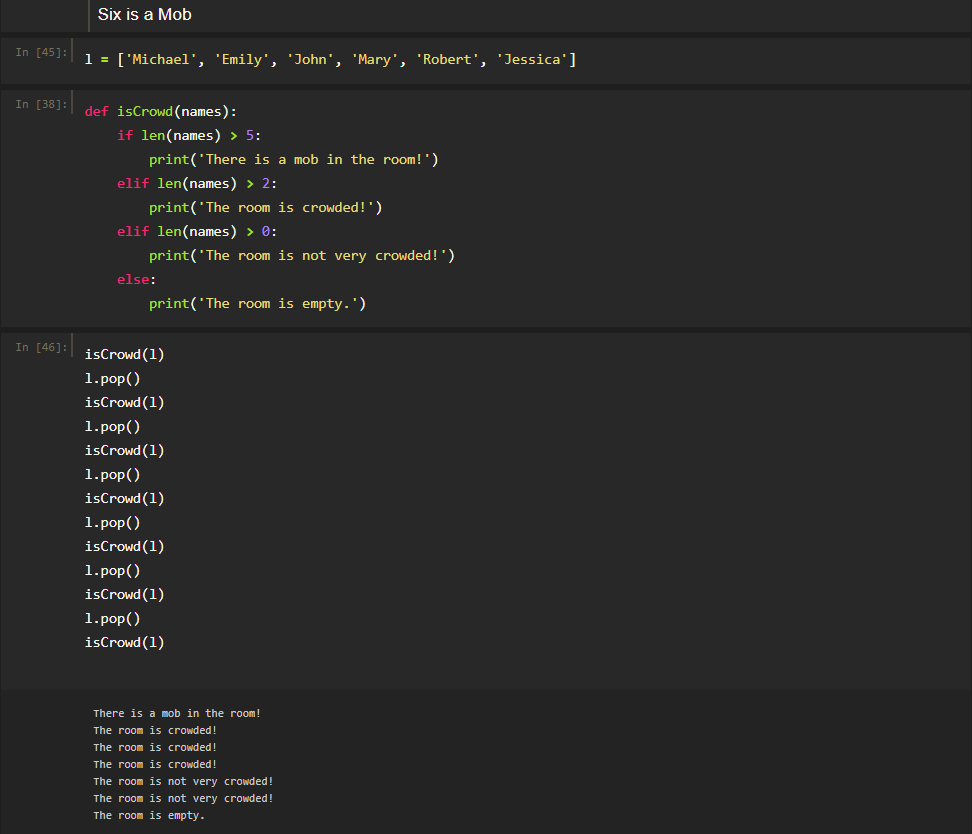 Six is a Mob
In [45]:
l = ['Michael', 'Emily', 'John', 'Mary', 'Robert', 'Jessica']
In [38]:
def isCrowd(names):
    if len(names) > 5:
        print('There is a mob in the room!')
    elif len(names) > 2:
        print('The room is crowded!')
    elif len(names) > 0:
        print('The room is not very crowded!')
    else:
        print('The room is empty.')
In [46]:
isCrowd(l)
l.pop()
isCrowd(l)
l.pop()
isCrowd(l)
l.pop()
isCrowd(l)
l.pop()
isCrowd(l)
l.pop()
isCrowd(l)
l.pop()
isCrowd(l)
There is a mob in the room!
The room is crowded!
The room is crowded!
The room is crowded!
The room is not very crowded!
The room is not very crowded!
The room is empty.